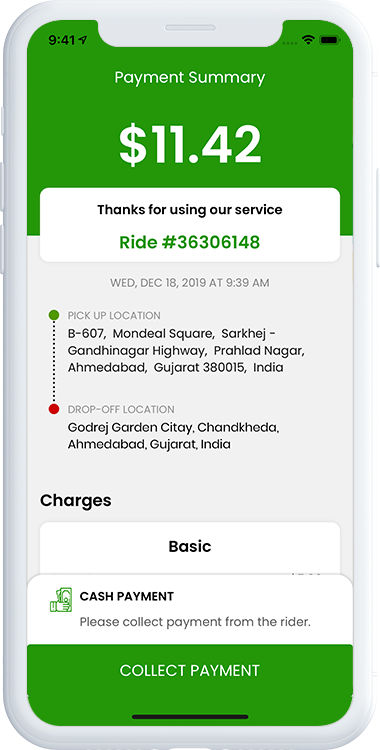 9:41
Payment Summary
$11.42
Thanks for using our service
Ride #36306148
WED, DEC 18, 2019 AT 9:39 AM
PICK UP LOCATION
B-607, Mondeal Square, Sarkhej -
Gandhinagar Highway, Prahlad Nagar,
Ahmedabad, Gujarat 380015, India
DROP-OFF LOCATION
Godrej Garden Citay, Chandkheda,
Ahmedabad, Gujarat, India
Charges
Basic
CASH PAYMENT
Please collect payment from the rider.
COLLECT PAYMENT